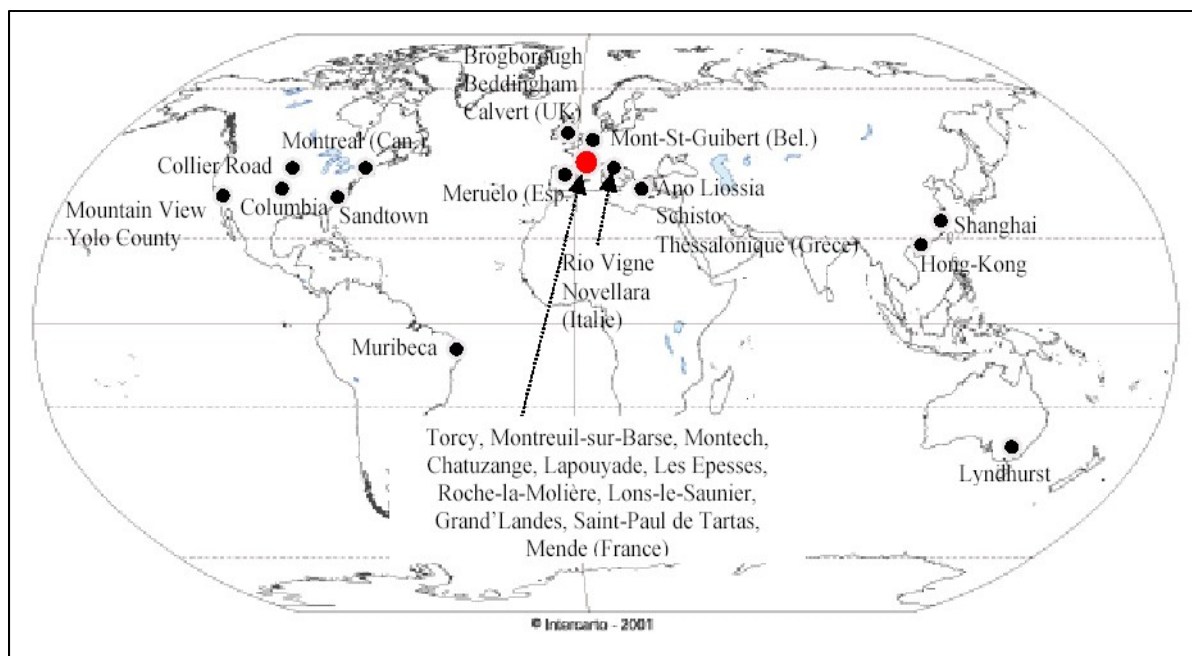 Brogborough
Beddingham
Calvert (UK)
Montreal (Can.)
Mont-St-Guibert (Bel.)
Collier Road
Meruelo (Esp.)
Ano Liossia
Columbia
Sandtown
Mountain View
Yolo County
Schisto
Thessalonique (Grèce)
Shanghai
Hong-Kong
Rio Vigne
Novellara
(Italie)
Muribeca
Torcy, Montreuil-sur-Barse, Montech,
Chatuzange, Lapouyade, Les Epesses,
Roche-la-Molière, Lons-le-Saunier,
Grand'Landes, Saint-Paul de Tartas,
Mende (France)
Lyndhurst
© Intercarto - 2001